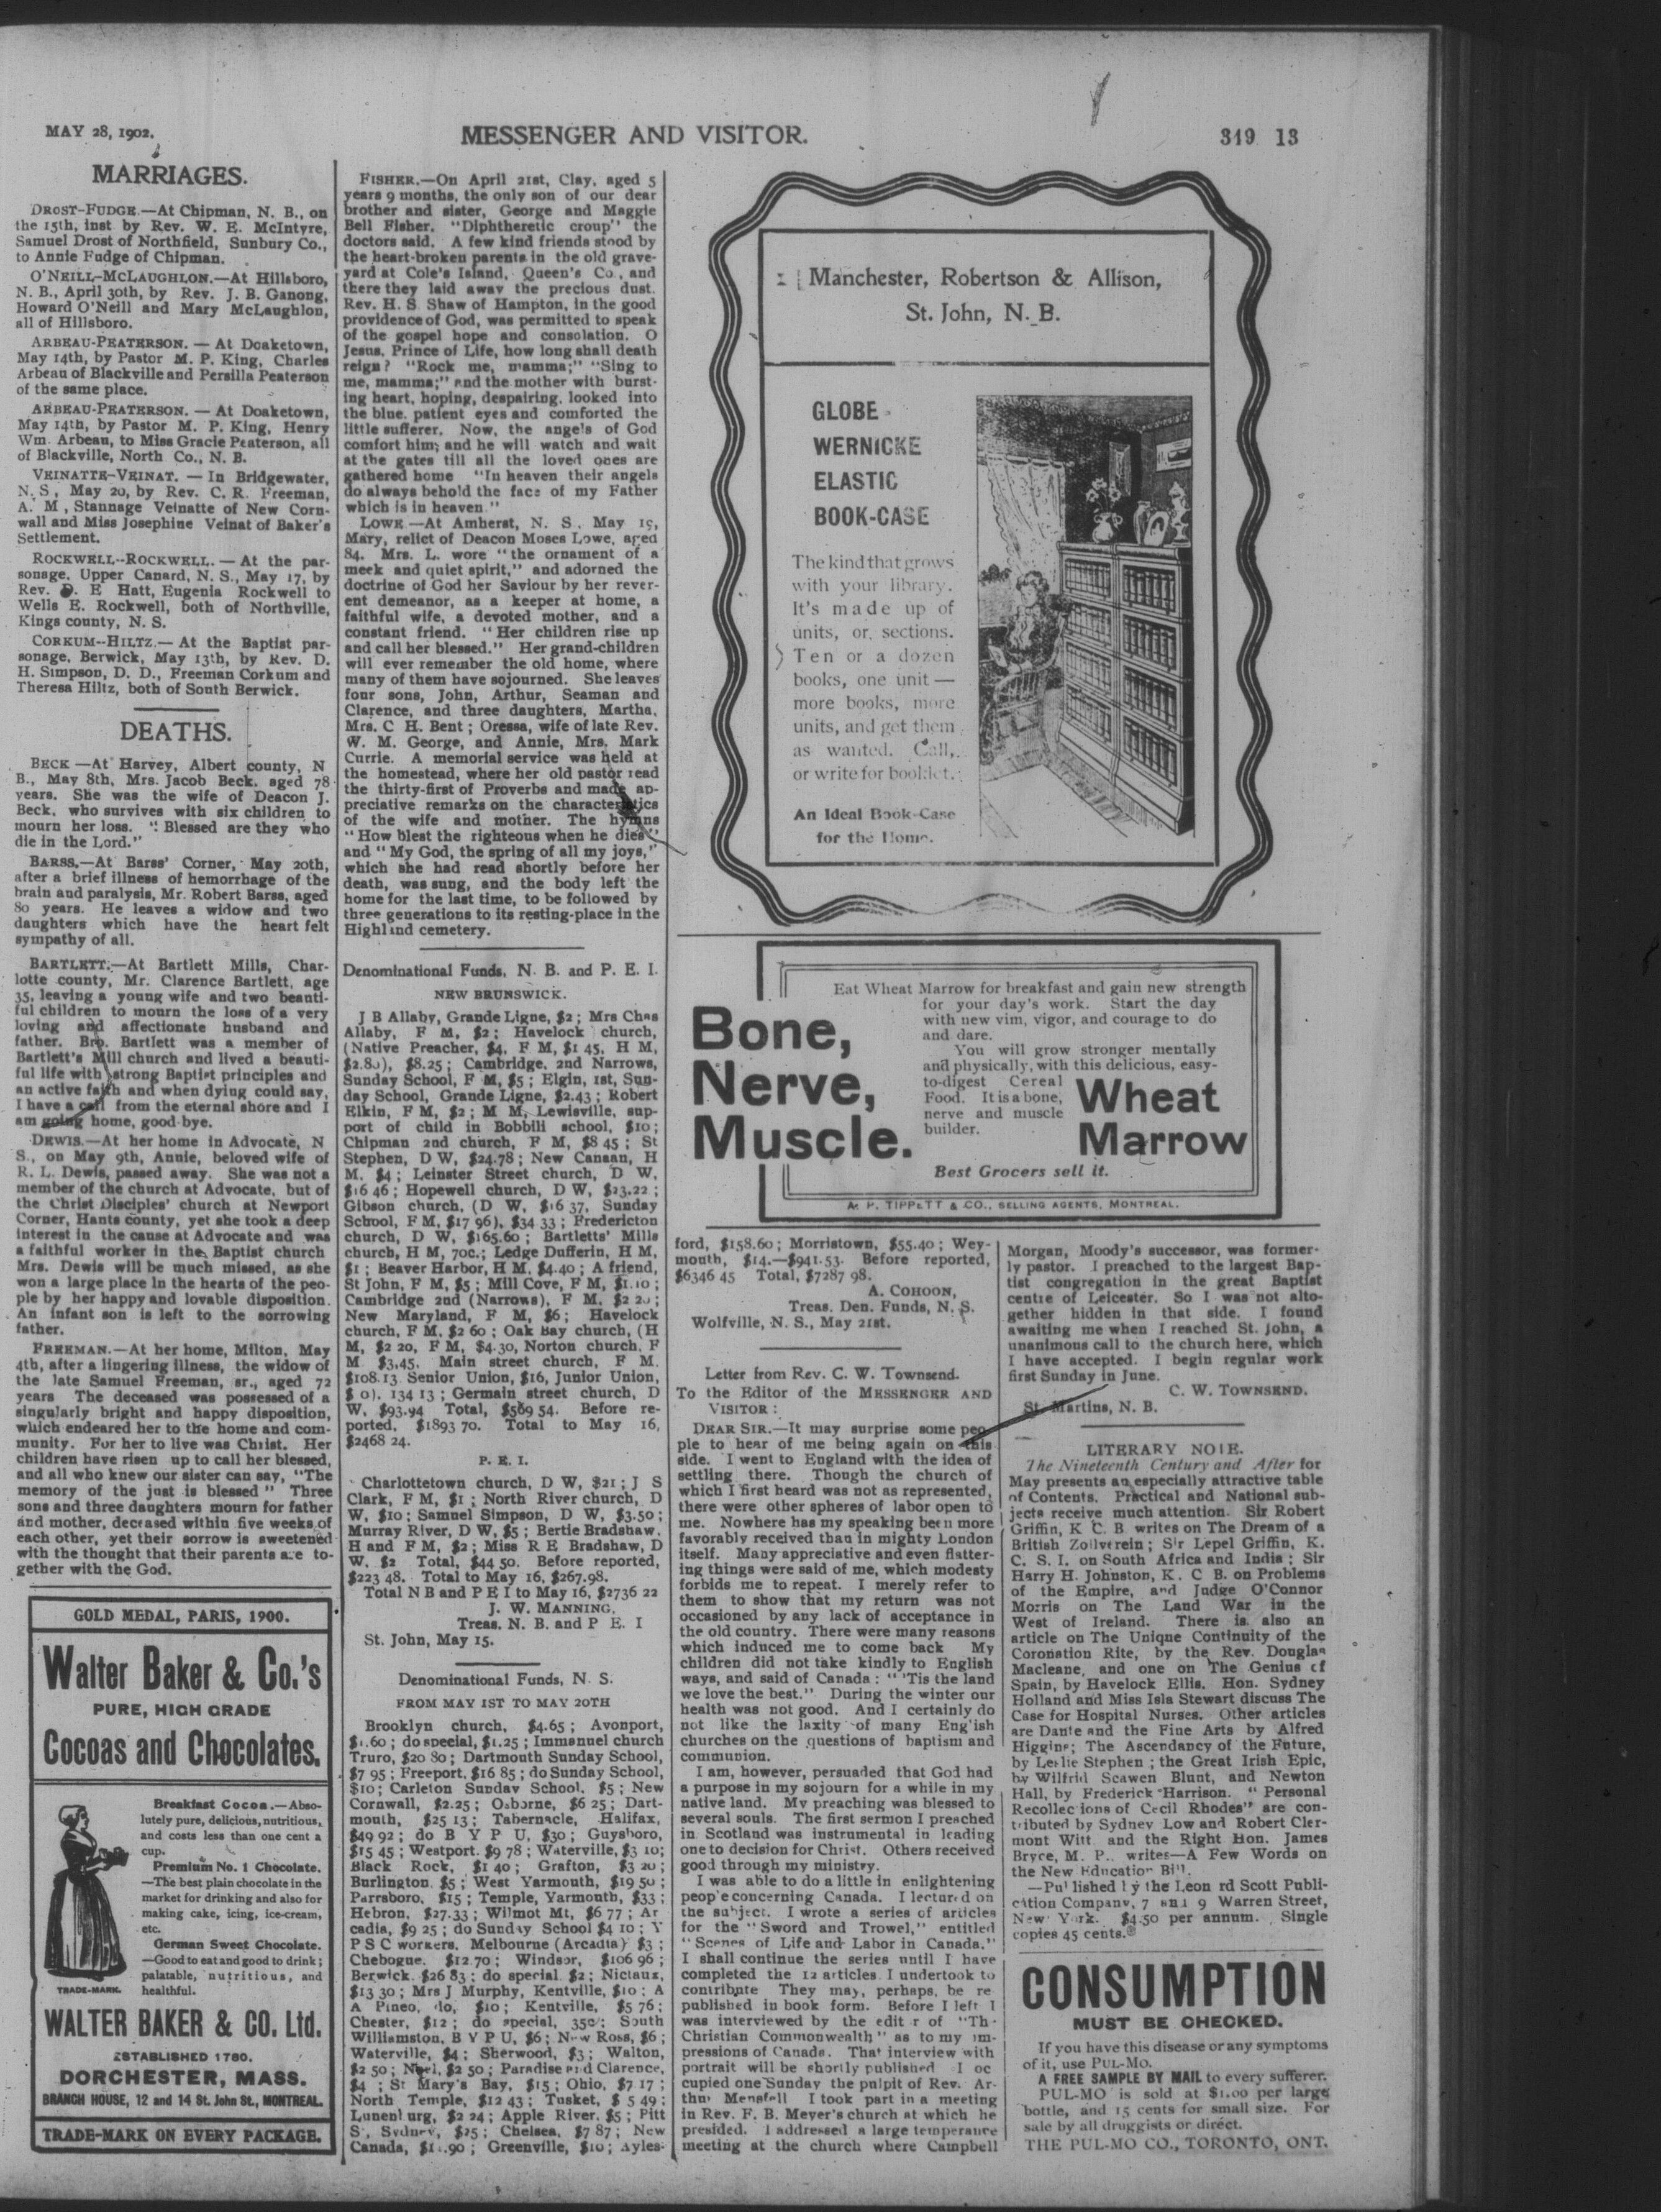 MAY 28, 1902.
MESSENGER AND VISITOR.
349 13
MARRIAGES.
DROST-FUDGE.—At Chipman, N. B., on
the 15th, inst by Rev. W. E. McIntyre,
Samuel Drost of Northfield, Sunbury Co.,
to Annie Fudge of Chipman.
O'NEILL-MCLAUGHLON.—At Hillsboro,
N. B., April 30th, by Rev. J. B. Ganong,
Howard O'Neill and Mary McLaughlon,
all of Hillsboro.
ARBEAU-PEATERSON. — At Doaketown,
May 14th, by Pastor M. P. King, Charles
Arbeau of Blackville and Persilla Peaterson
of the same place.
ARBEAU-PEATERSON. — At Doaketown,
May 14th, by Pastor M. P. King, Henry
Wm. Arbeau, to Miss Gracie Peaterson, all
of Blackville, North Co., N. B.
VEINATTE-VEINAT. — In Bridgewater,
N. S, May 20, by Rev. C. R. Freeman,
A. M, Stannage Veinatte of New Corn-
wall and Miss Josephine Veinat of Baker's
Settlement.
ROCKWELL--ROCKWELL. — At the par-
sonage, Upper Canard, N. S., May 17, by
Rev. D. E Hatt, Eugenia Rockwell to
Wells E. Rockwell, both of Northville,
Kings county, N. S.
CORKUM--HILTZ.— At the Baptist par-
sonage, Berwick, May 13th, by Rev. D.
H. Simpson, D. D., Freeman Corkum and
Theresa Hiltz, both of South Berwick.
DEATHS.
BECK —At Harvey, Albert county, N
B., May 8th, Mrs. Jacob Beck, aged 78
years. She was the wife of Deacon J.
Beck, who survives with six children to
mourn her loss. " Blessed are they who
die in the Lord."
BARSS.—At Barss' Corner, May 20th,
after a brief illness of hemorrhage of the
brain and paralysis, Mr. Robert Barss, aged
80 years. He leaves a widow and two
daughters which have the heart felt
sympathy of all.
BARTLETT.—At Bartlett Mills, Char-
lotte county, Mr. Clarence Bartlett, age
35, leaving a young wife and two beauti-
ful children to mourn the loss of a very
loving and affectionate husband and
father. Bro. Bartlett was a member of
Bartlett's Mill church and lived a beauti-
ful life with strong Baptist principles and
an active faith and when dying could say,
I have a call from the eternal shore and I
am going home, good-bye.
DEWIS.—At her home in Advocate, N
S., on May 9th, Annie, beloved wife of
R. L. Dewis, passed away. She was not a
member of the church at Advocate, but of
the Christ Disciples' church at Newport
Corner, Hants county, yet she took a deep
interest in the cause at Advocate and was
a faithful worker in the Baptist church
Mrs. Dewis will be much missed, as she
won a large place in the hearts of the peo-
ple by her happy and lovable disposition.
An infant son is left to the sorrowing
father.
FREEMAN.—At her home, Milton, May
4th, after a lingering illness, the widow of
the late Samuel Freeman, sr., aged 72
years The deceased was possessed of a
singularly bright and happy disposition,
which endeared her to the home and com-
munity. For her to live was Christ. Her
children have risen up to call her blessed,
and all who knew our sister can say, "The
memory of the just is blessed" Three
sons and three daughters mourn for father
and mother, deceased within five weeks of
each other, yet their sorrow is sweetened
with the thought that their parents are to-
gether with the God.
GOLD MEDAL, PARIS, 1900.
Walter Baker & Co.'s
PURE, HIGH GRADE
Cocoas and Chocolates.
Breakfast Cocoa.—Abso-
lutely pure, delicious, nutritious,
and costs less than one cent a
cup.
Premium No. 1 Chocolate.
—The best plain chocolate in the
market for drinking and also for
making cake, icing, ice-cream,
etc.
German Sweet Chocolate.
—Good to eat and good to drink;
palatable, nutritious, and
healthful.
TRADE-MARK.
WALTER BAKER & CO. Ltd.
ESTABLISHED 1780.
DORCHESTER, MASS.
BRANCH HOUSE, 12 and 14 St. John St., MONTREAL.
TRADE-MARK ON EVERY PACKAGE.
FISHER.—On April 21st, Clay, aged 5
years 9 months, the only son of our dear
brother and sister, George and Maggie
Bell Fisher. "Diphtheretic croup" the
doctors said. A few kind friends stood by
the heart-broken parents in the old grave-
yard at Cole's Island, Queen's Co., and
there they laid away the precious dust.
Rev. H. S Shaw of Hampton, in the good
providence of God, was permitted to speak
of the gospel hope and consolation. O
Jesus, Prince of Life, how long shall death
reign? "Rock me, mamma;" "Sing to
me, mamma;" and the mother with burst-
ing heart, hoping, despairing, looked into
the blue, patient eyes and comforted the
little sufferer. Now, the angels of God
comfort him; and he will watch and wait
at the gates till all the loved ones are
gathered home "In heaven their angels
do always behold the face of my Father
which is in heaven."
LOWE —At Amherst, N. S. May
Mary, relict of Deacon Moses Lowe, aged
84. Mrs. L. wore "the ornament of a
meek and quiet spirit," and adorned the
doctrine of God her Saviour by her rever-
ent demeanor, as a keeper at home, a
faithful wife, a devoted mother, and a
constant friend. "Her children rise up
and call her blessed." Her grand-children
will ever remember the old home, where
many of them have sojourned. She leaves
four sons, John, Arthur, Seaman and
Clarence, and three daughters, Martha,
Mrs. C H. Bent; Oressa, wife of late Rev.
W. M. George, and Annie, Mrs. Mark
Currie. A memorial service was held at
the homestead, where her old pastor read
the thirty-first of Proverbs and made ap-
preciative remarks on the characteristics
of the wife and mother. The hymns
"How blest the righteous when he dies"
and "My God, the spring of all my joys,"
which she had read shortly before her
death, was sung, and the body left the
home for the last time, to be followed by
three generations to its resting-place in the
Highland cemetery.
Denominational Funds, N. B. and P. E. I.
NEW BRUNSWICK.
J B Allaby, Grande Ligne, $2; Mrs Chas
Allaby, F M, $2; Havelock church,
(Native Preacher, $4, F M, $1 45, H M,
$2.80), $8.25; Cambridge, 2nd Narrows,
Sunday School, F M, $5; Elgin, 1st, Sun-
day School, Grande Ligne, $2.43; Robert
Elkin, F M, $2; M M, Lewisville, sup-
port of child in Bobbili school, $10;
Chipman 2nd church, F M, $8 45; St
Stephen, D W, $24.78; New Canaan, H
M, $4; Leinster Street church, D W,
$16 46; Hopewell church, D W, $23.22;
Gibson church, (D W, $16 37, Sunday
School, F M, $17 96), $34 33; Fredericton
church, D W, $165.60; Bartletts' Mills
church, H M, 70c.; Ledge Dufferin, H M,
$1; Beaver Harbor, H M, $4.40; A friend,
St John, F M, $5; Mill Cove, F M, $1.10;
Cambridge 2nd (Narrows), F M, $2 20;
New Maryland, F M, $6; Havelock
church, F M, $2 60; Oak Bay church, (H
M, $2 20, F M, $4.30, Norton church, F
M $3.45. Main street church, F M,
$108.13 Senior Union, $16, Junior Union,
134 13; Germain street church, D
W, $93.94 Total, $569 54. Before re-
ported, $1893 70. Total to May 16,
$2468 24.
P. E. I.
Charlottetown church, D W, $21; J S
Clark, F M, $1; North River church, D
W, $10; Samuel Simpson, D W, $3.50;
Murray River, D W, $5; Bertie Bradshaw,
H and F M, $2; Miss R E Bradshaw, D
W, $2 Total, $44 50. Before reported,
$223 48. Total to May 16, $267.98.
Total N B and P E I to May 16, $2736 22
J. W. MANNING,
Treas. N. B. and P E. I
St. John, May 15.
Denominational Funds, N. S.
FROM MAY 1ST TO MAY 20TH
Brooklyn church, $4.65; Avonport,
$1.60; do special, $1.25; Immanuel church
Truro, $20 80; Dartmouth Sunday School,
$7 95; Freeport, $16 85; do Sunday School,
$10; Carleton Sunday School, $5; New
Cornwall, $2.25; Osborne, $6 25; Dart-
mouth, $25 13; Tabernacle, Halifax,
$49 92; do B Y P U, $30; Guysboro,
$15 45; Westport, $9 78; Waterville, $3 10;
Black Rock, $1 40; Grafton, $3 20;
Burlington, $5; West Yarmouth, $19 50;
Parrsboro, $15; Temple, Yarmouth, $33;
Hebron, $27.33; Wilmot Mt, $6 77; Ar
cadia, $9 25; do Sunday School $4 10; Y
P S C workers, Melbourne (Arcadia) $3;
Chebogue, $12.70; Windsor, $106 96;
Berwick, $26 83; do special $2; Nictaux,
$13 30; Mrs J Murphy, Kentville, $10; A
A Pineo, do, $10; Kentville, $5 76;
Chester, $12; do special, 35c; South
Williamston, B Y P U, $6; New Ross, $6;
Waterville, $4; Sherwood, $3; Walton,
$2 50; Noel, $2 50; Paradise and Clarence,
$4; St Mary's Bay, $15; Ohio, $7 17;
North Temple, $12 43; Tusket, $ 5 49;
Lunenburg, $2 24; Apple River, $5; Pitt
St, Sydney, $25; Chelsea, $7 87; New
Canada, Greenville, $10; Ayles-
Manchester, Robertson & Allison,
St. John, N. B.
GLOBE
WERNICKE
ELASTIC
BOOK-CASE
The kind that grows
with your library.
It's made up of
units, or sections.
Ten or a dozen
books, one unit —
more books, more
units, and get them
as wanted. Call,
or write for booklet.
An Ideal Book-Case
for the Home.
Bone,
Nerve,
Muscle.
Eat Wheat Marrow for breakfast and gain new strength
for your day's work. Start the day
with new vim, vigor, and courage to do
and dare.
You will grow stronger mentally
and physically, with this delicious, easy-
to-digest Cereal
Food. It is a bone,
nerve and muscle
builder.
Wheat
Marrow
Best Grocers sell it.
A. P. TIPPETT & CO., SELLING AGENTS, MONTREAL.
ford, $158.60; Morristown, $55.40; Wey-
mouth, $14.—$941.53. Before reported,
$6346 45 Total, $7287 98.
A. COHOON,
Treas. Den. Funds, N. S.
Wolfville, N. S., May 21st.
Letter from Rev. C. W. Townsend.
To the Editor of the MESSENGER AND
VISITOR:
DEAR SIR.—It may surprise some peo-
ple to hear of me being again on this
side. I went to England with the idea of
settling there. Though the church of
which I first heard was not as represented,
there were other spheres of labor open to
me. Nowhere has my speaking been more
favorably received than in mighty London
itself. Many appreciative and even flatter-
ing things were said of me, which modesty
forbids me to repeat. I merely refer to
them to show that my return was not
occasioned by any lack of acceptance in
the old country. There were many reasons
which induced me to come back My
children did not take kindly to English
ways, and said of Canada: "'Tis the land
we love the best." During the winter our
health was not good. And I certainly do
not like the laxity of many English
churches on the questions of baptism and
communion.
I am, however, persuaded that God had
a purpose in my sojourn for a while in my
native land. My preaching was blessed to
several souls. The first sermon I preached
in Scotland was instrumental in leading
one to decision for Christ. Others received
good through my ministry.
I was able to do a little in enlightening
people concerning Canada. I lectured on
the subject. I wrote a series of articles
for the "Sword and Trowel," entitled
"Scenes of Life and Labor in Canada."
I shall continue the series until I have
completed the 12 articles I undertook to
contribute They may, perhaps, be re
published in book form. Before I left I
was interviewed by the edit r of "Th
Christian Commonwealth" as to my im-
pressions of Canada. That interview with
portrait will be shortly published I oc
cupied one Sunday the pulpit of Rev. Ar-
thur I took part in a meeting
in Rev. F. B. Meyer's church at which he
presided. I addressed a large temperance
meeting at the church where Campbell
Morgan, Moody's successor, was former-
ly pastor. I preached to the largest Bap-
tist congregation in the great Baptist
centre of Leicester. So I was not alto-
gether hidden in that side. I found
awaiting me when I reached St. John, a
unanimous call to the church here, which
I have accepted. I begin regular work
first Sunday in June.
C. W. TOWNSEND.
St. Martins, N. B.
LITERARY NOTE.
The Nineteenth Century and After for
May presents an especially attractive table
of Contents. Practical and National sub-
jects receive much attention. Sir Robert
Griffin, K C. B writes on The Dream of a
British Zollverein; Sir Lepel Griffin, K.
C. S. I. on South Africa and India; Sir
Harry H. Johnston, K. C B. on Problems
of the Empire, and Judge O'Connor
Morris on The Land War in the
West of Ireland. There is also an
article on The Unique Continuity of the
Coronation Rite, by the Rev. Douglas
Macleane, and one on The Genius of
Spain, by Havelock Ellis. Hon. Sydney
Holland and Miss Isla Stewart discuss The
Case for Hospital Nurses. Other articles
are Dante and the Fine Arts by Alfred
Higgins; The Ascendancy of the Future,
by Leslie Stephen; the Great Irish Epic,
by Wilfrid Scawen Blunt, and Newton
Hall, by Frederick Harrison. "Personal
Recollections of Cecil Rhodes" are con-
tributed by Sydney Low and Robert Cler-
mont Witt and the Right Hon. James
Bryce, M. P.. writes—A Few Words on
the New Education Bill.
—Published by the Leon rd Scott Publi-
cation Company, 7 and 9 Warren Street,
New York. $4.50 per annum. Single
copies 45 cents.
CONSUMPTION
MUST BE CHECKED.
If you have this disease or any symptoms
of it, use PUL-MO.
A FREE SAMPLE BY MAIL to every sufferer.
PUL-MO is sold at $1.00 per large
bottle, and 15 cents for small size. For
sale by all druggists or direct.
THE PUL-MO CO., TORONTO, ONT.